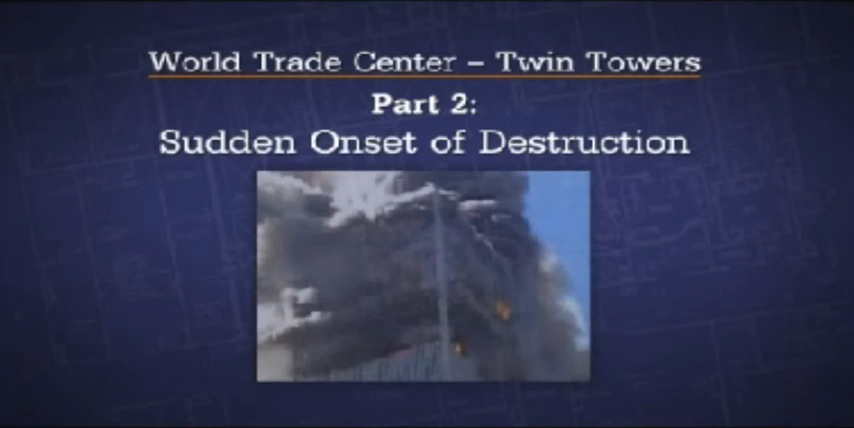 World Trade Center – Twin Towers
Part 2:
Sudden Onset of Destruction